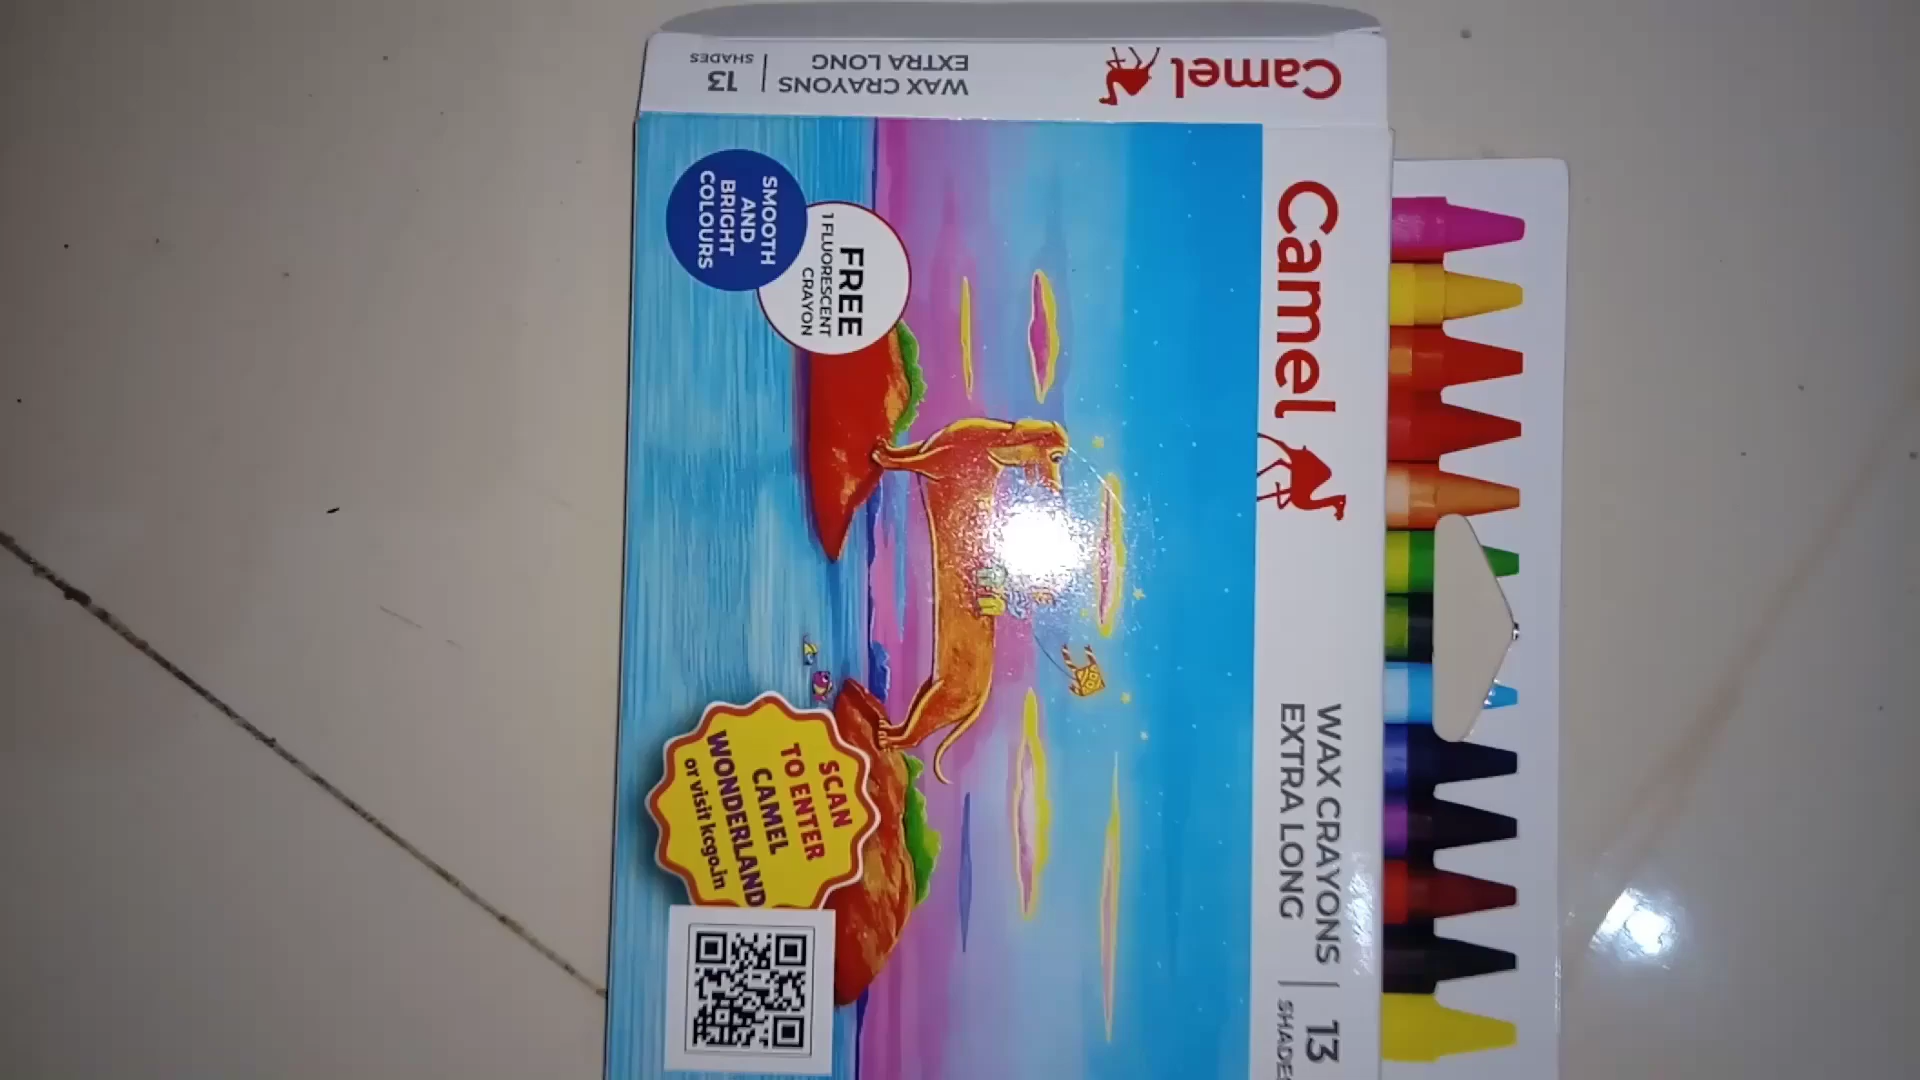 Camel
WAX CRAYONS
EXTRA LONG
13
SHADES
Camel
WAX CRAYONS
EXTRA LONG
13
SHADES
SMOOTH
AND
BRIGHT
COLOURS
FREE
1 FLUORESCENT
CRAYON
SCAN
TO ENTER
CAMEL
WONDERLAND
or visit kcgo.in